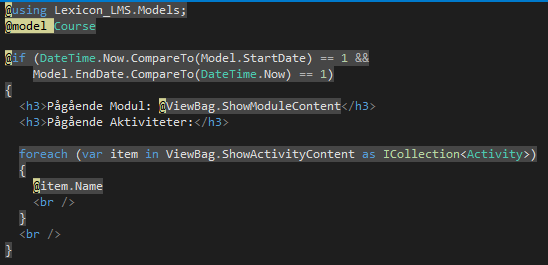 @using Lexicon_LMS.Models;
@model Course
@if (DateTime.Now.CompareTo(Model.StartDate) == 1 &&
Model.EndDate.CompareTo(DateTime.Now) == 1)
{
<h3>Pågående Modul: @ViewBag.ShowModuleContent</h3>
<h3>Pågående Aktiviteter:</h3>
foreach (var item in ViewBag.ShowActivityContent as ICollection<Activity>)
{
@item.Name
<br />
}
<br />
}